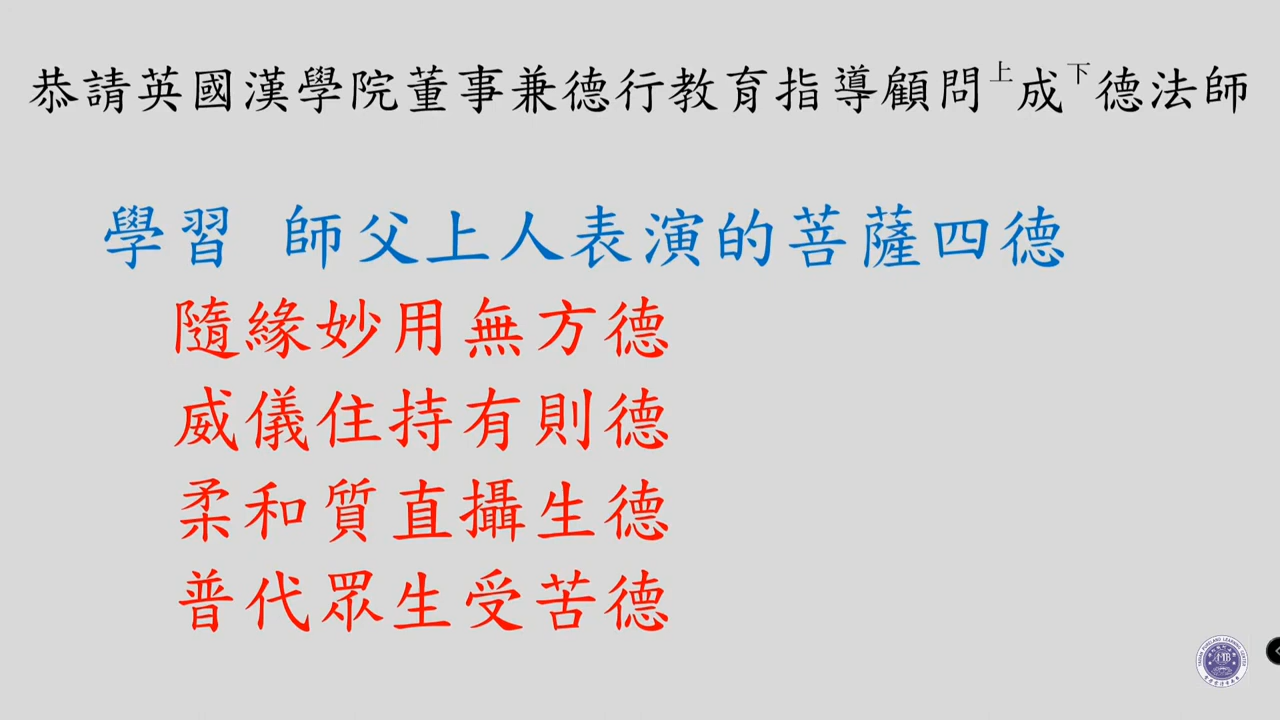 恭請英國漢學院董事兼德行教育指導顧問上成下德法師
學習 師父上人表演的菩薩四德
隨緣妙用無方德
威儀住持有則德
柔和質直攝生德
普代眾生受苦德